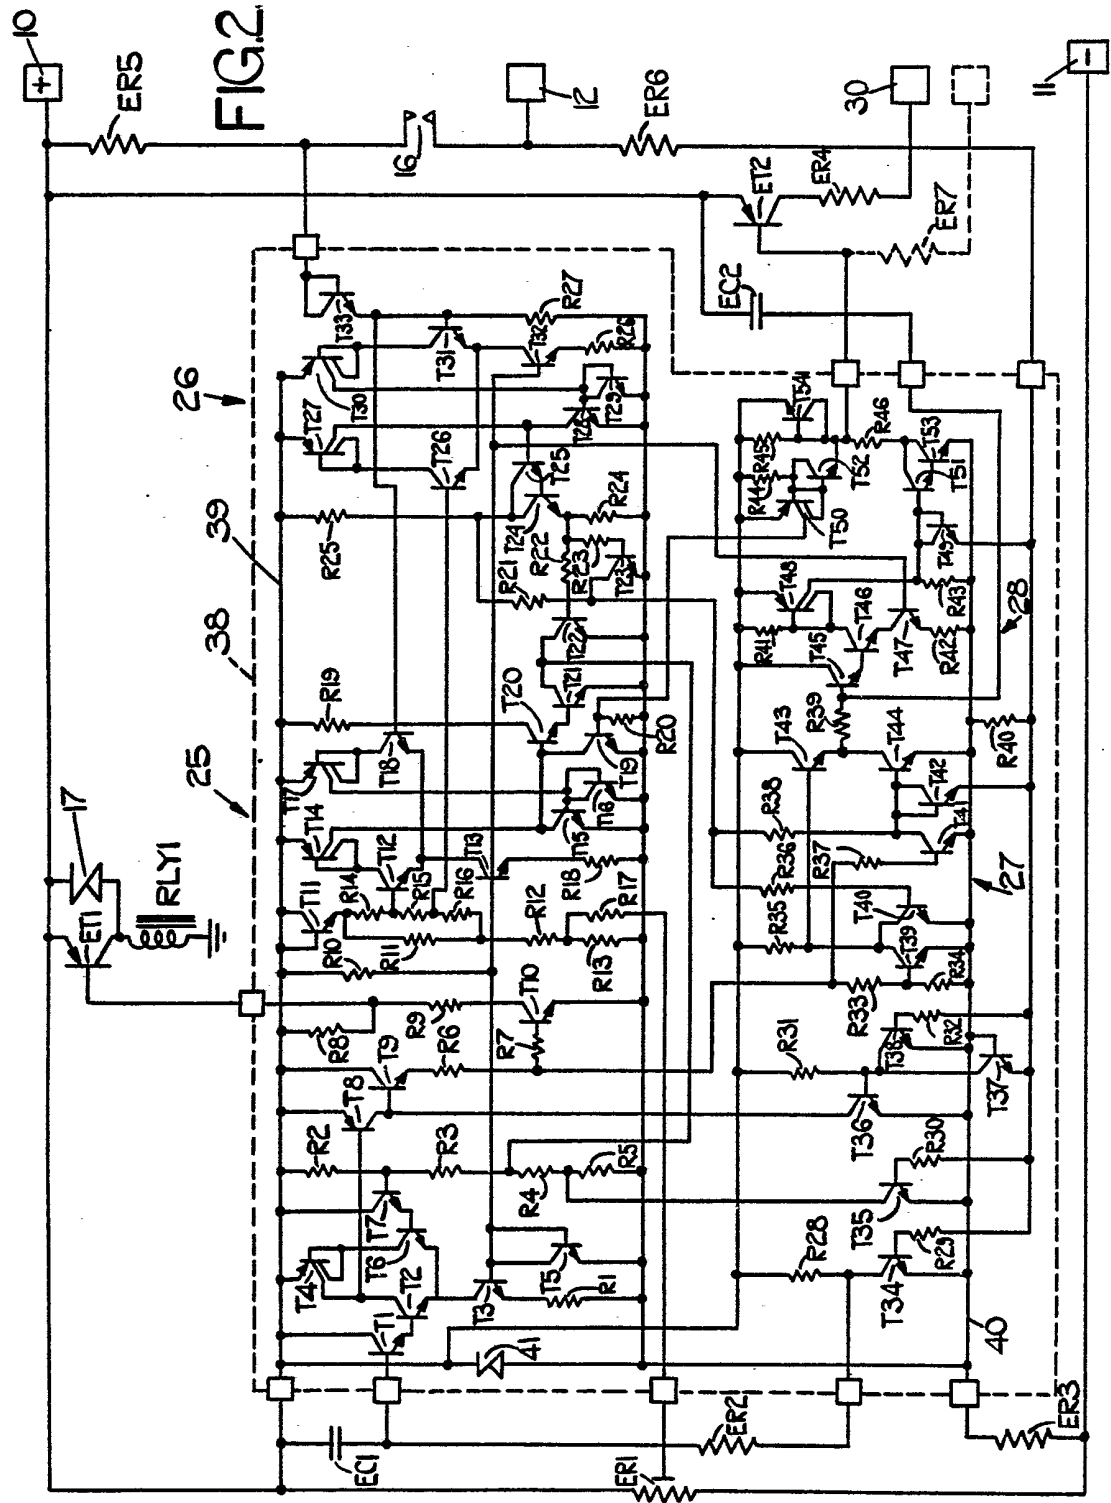 FIG.2.
10
+
ER5
12
16
ER6
30
11
-
ET2
ER4
ER7
EC2
17
ET1
RLY1
25
38
39
26
T33
T30
T27
T31
R27
T32
R26
T29
T28
T26
T25
R25
T24
R24
R22
R23
R21
T23
T22
T21
T20
R19
T19
R20
T17
T18
T16
T15
T14
T12
T13
T11
R14
R15
R16
R18
R17
R12
R13
R10
R11
T10
R9
R8
R7
R6
T9
T8
R2
R3
R4
R5
T7
T6
T4
T2
T1
T3
T5
R1
41
T54
R46
R45
R44
T52
T53
T51
T50
T49
T48
R43
R41
T46
T45
T47
R42
28
R39
T43
T44
R40
T42
T41
R38
R36
R37
R35
T40
T39
27
R34
R33
R31
T38
R32
T37
T36
R30
T35
R28
R29
T34
40
EC1
ER1
ER2
ER3